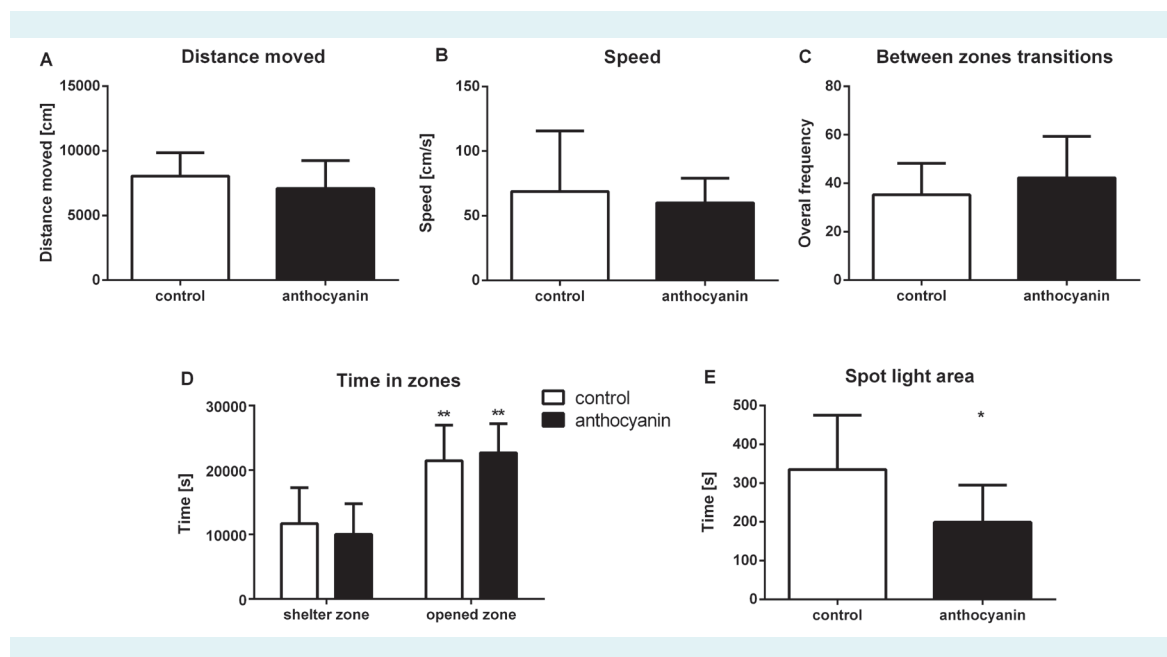 A
Distance moved
Distance moved [cm]
15000
10000
5000
0
control
anthocyanin
B
Speed
Speed [cm/s]
150
100
50
0
control
anthocyanin
C
Between zones transitions
Overal frequency
80
60
40
20
0
control
anthocyanin
D
Time in zones
Time [s]
30000
20000
10000
0
**
**
shelter zone
opened zone
control
anthocyanin
E
Spot light area
Time [s]
500
400
300
200
100
0
*
control
anthocyanin